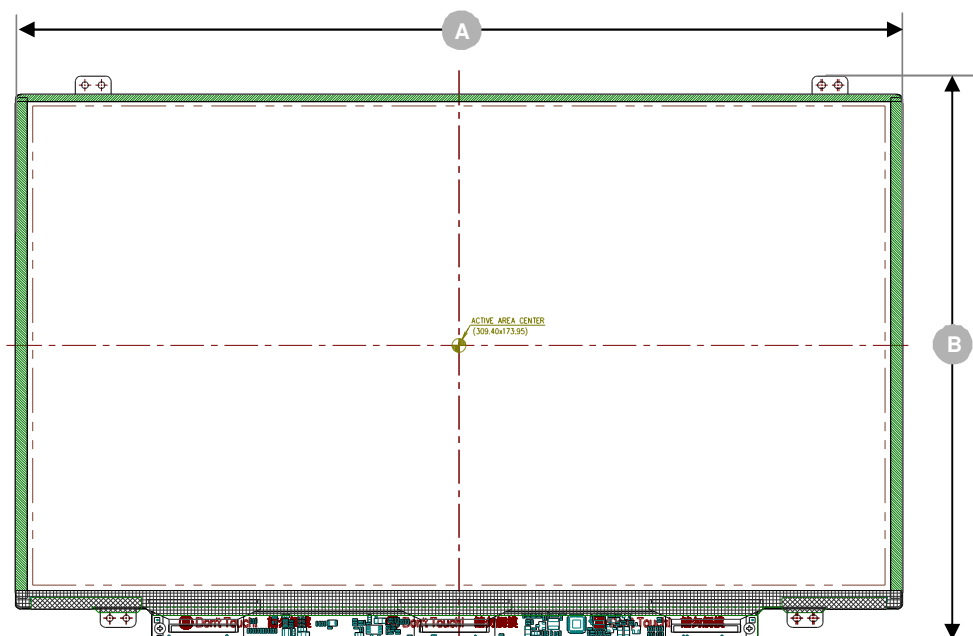 A
ACTIVE AREA CENTER
(309.40x173.95)
B
Don't Touch! Don't Touch! Don't Touch!